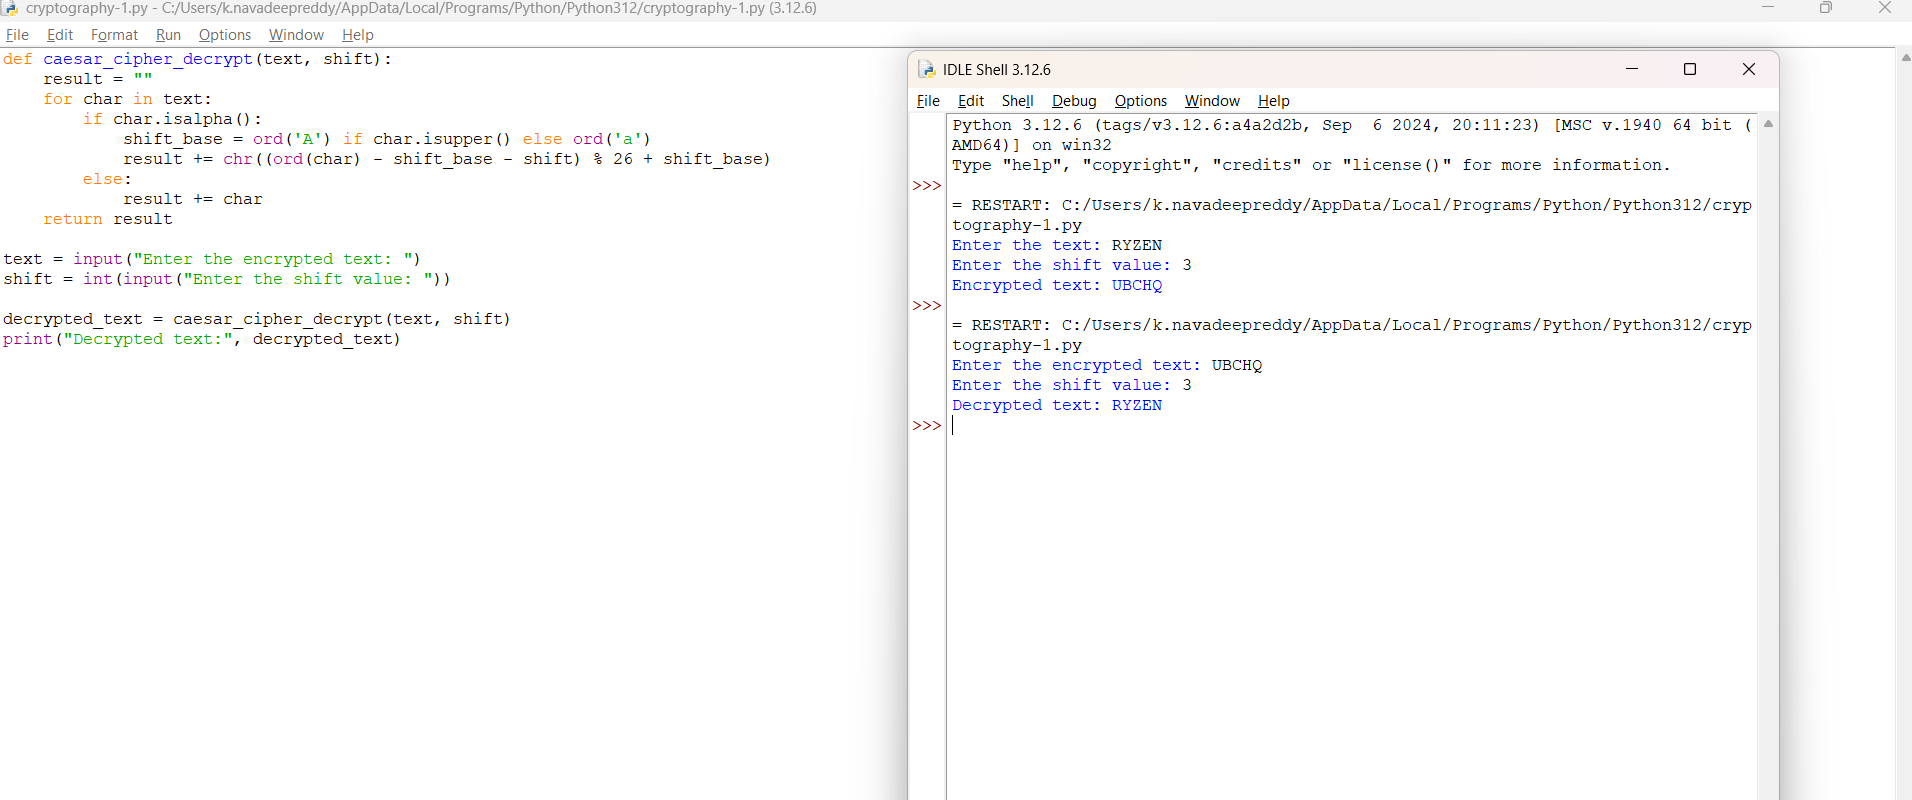 cryptography-1.py - C:/Users/k.navadeepreddy/AppData/Local/Programs/Python/Python312/cryptography-1.py (3.12.6)
File Edit Format Run Options Window Help
def caesar_cipher_decrypt(text, shift):
    result = ""
    for char in text:
        if char.isalpha():
            shift_base = ord('A') if char.isupper() else ord('a')
            result += chr((ord(char) - shift_base - shift) % 26 + shift_base)
        else:
            result += char
    return result
text = input("Enter the encrypted text: ")
shift = int(input("Enter the shift value: "))
decrypted_text = caesar_cipher_decrypt(text, shift)
print("Decrypted text:", decrypted_text)
IDLE Shell 3.12.6
File Edit Shell Debug Options Window Help
Python 3.12.6 (tags/v3.12.6:a4a2d2b, Sep  6 2024, 20:11:23) [MSC v.1940 64 bit (
AMD64)] on win32
Type "help", "copyright", "credits" or "license()" for more information.
>>>
= RESTART: C:/Users/k.navadeepreddy/AppData/Local/Programs/Python/Python312/cryp
tography-1.py
Enter the text: RYZEN
Enter the shift value: 3
Encrypted text: UBCHQ
>>>
= RESTART: C:/Users/k.navadeepreddy/AppData/Local/Programs/Python/Python312/cryp
tography-1.py
Enter the encrypted text: UBCHQ
Enter the shift value: 3
Decrypted text: RYZEN
>>>